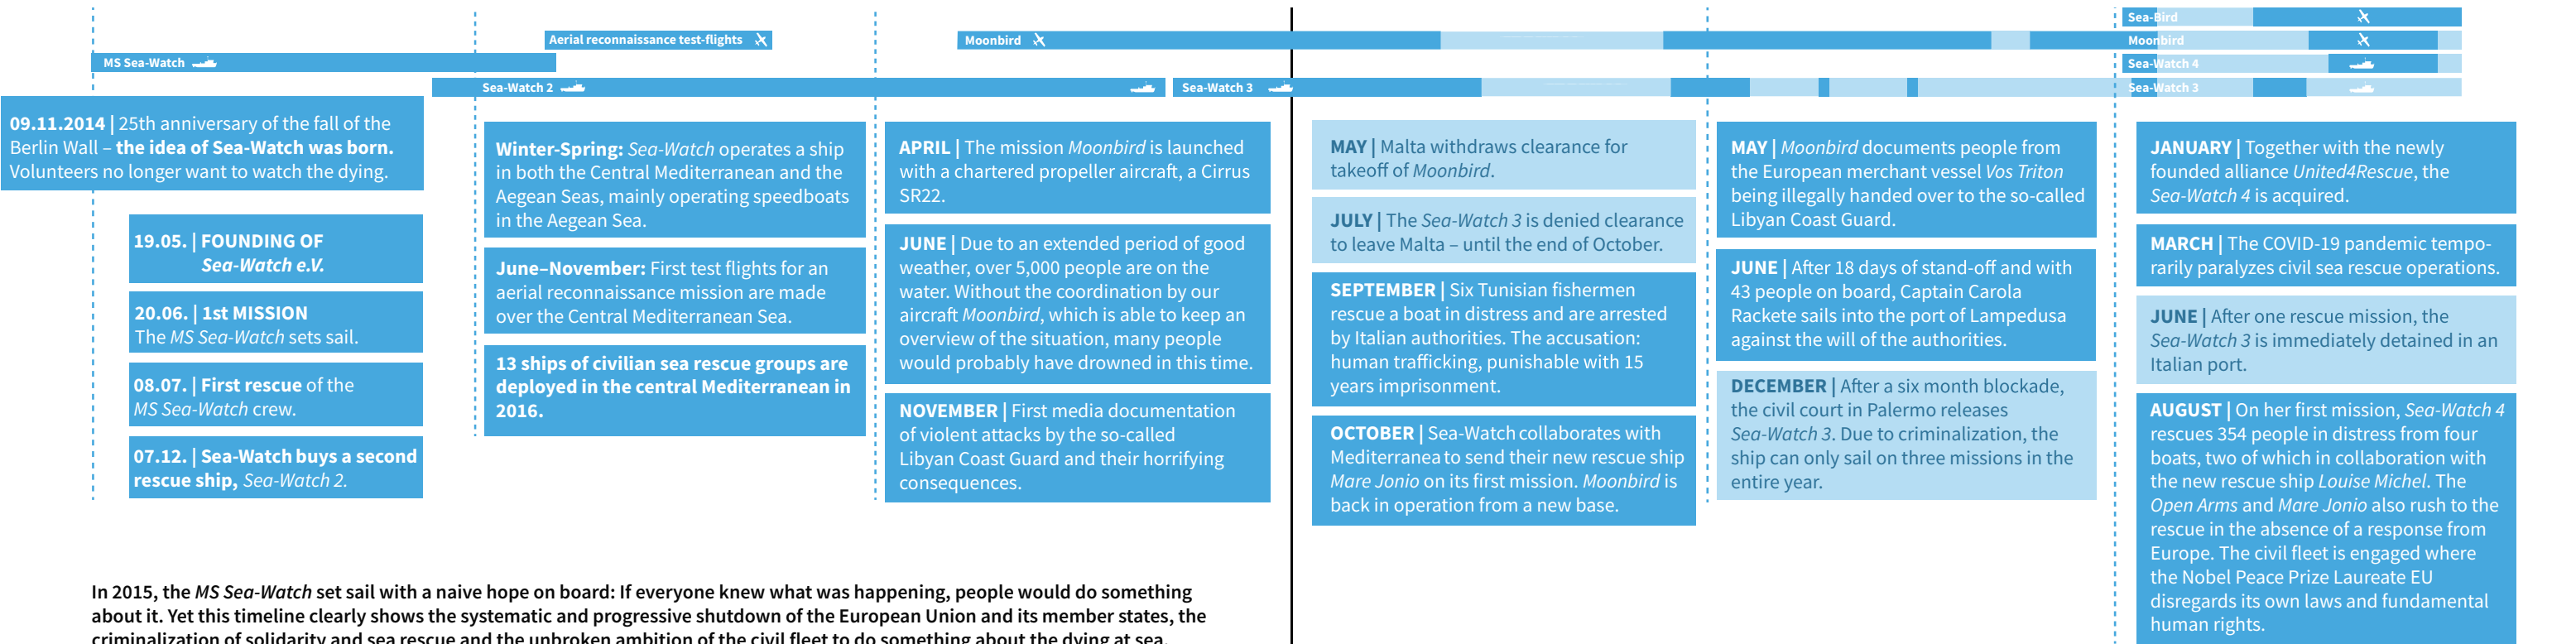 Sea-Bird
Aerial reconnaissance test-flights
Moonbird
Moonbird
MS Sea-Watch
Sea-Watch 4
Sea-Watch 2
Sea-Watch 3
Sea-Watch 3
09.11.2014 | 25th anniversary of the fall of the
Berlin Wall – the idea of Sea-Watch was born.
Volunteers no longer want to watch the dying.
19.05. | FOUNDING OF
Sea-Watch e.V.
20.06. | 1st MISSION
The MS Sea-Watch sets sail.
08.07. | First rescue of the
MS Sea-Watch crew.
07.12. | Sea-Watch buys a second
rescue ship, Sea-Watch 2.
Winter-Spring: Sea-Watch operates a ship
in both the Central Mediterranean and the
Aegean Seas, mainly operating speedboats
in the Aegean Sea.
June–November: First test flights for an
aerial reconnaissance mission are made
over the Central Mediterranean Sea.
13 ships of civilian sea rescue groups are
deployed in the central Mediterranean in
2016.
APRIL | The mission Moonbird is launched
with a chartered propeller aircraft, a Cirrus
SR22.
JUNE | Due to an extended period of good
weather, over 5,000 people are on the
water. Without the coordination by our
aircraft Moonbird, which is able to keep an
overview of the situation, many people
would probably have drowned in this time.
NOVEMBER | First media documentation
of violent attacks by the so-called
Libyan Coast Guard and their horrifying
consequences.
MAY | Malta withdraws clearance for
takeoff of Moonbird.
JULY | The Sea-Watch 3 is denied clearance
to leave Malta – until the end of October.
SEPTEMBER | Six Tunisian fishermen
rescue a boat in distress and are arrested
by Italian authorities. The accusation:
human trafficking, punishable with 15
years imprisonment.
OCTOBER | Sea-Watch collaborates with
Mediterranea to send their new rescue ship
Mare Jonio on its first mission. Moonbird is
back in operation from a new base.
MAY | Moonbird documents people from
the European merchant vessel Vos Triton
being illegally handed over to the so-called
Libyan Coast Guard.
JUNE | After 18 days of stand-off and with
43 people on board, Captain Carola
Rackete sails into the port of Lampedusa
against the will of the authorities.
DECEMBER | After a six month blockade,
the civil court in Palermo releases
Sea-Watch 3. Due to criminalization, the
ship can only sail on three missions in the
entire year.
JANUARY | Together with the newly
founded alliance United4Rescue, the
Sea-Watch 4 is acquired.
MARCH | The COVID-19 pandemic tempo-
rarily paralyzes civil sea rescue operations.
JUNE | After one rescue mission, the
Sea-Watch 3 is immediately detained in an
Italian port.
AUGUST | On her first mission, Sea-Watch 4
rescues 354 people in distress from four
boats, two of which in collaboration with
the new rescue ship Louise Michel. The
Open Arms and Mare Jonio also rush to the
rescue in the absence of a response from
Europe. The civil fleet is engaged where
the Nobel Peace Prize Laureate EU
disregards its own laws and fundamental
human rights.
In 2015, the MS Sea-Watch set sail with a naive hope on board: If everyone knew what was happening, people would do something
about it. Yet this timeline clearly shows the systematic and progressive shutdown of the European Union and its member states, the
criminalization of solidarity and sea rescue and the unbroken ambition of the civil fleet to do something about the dying at sea.